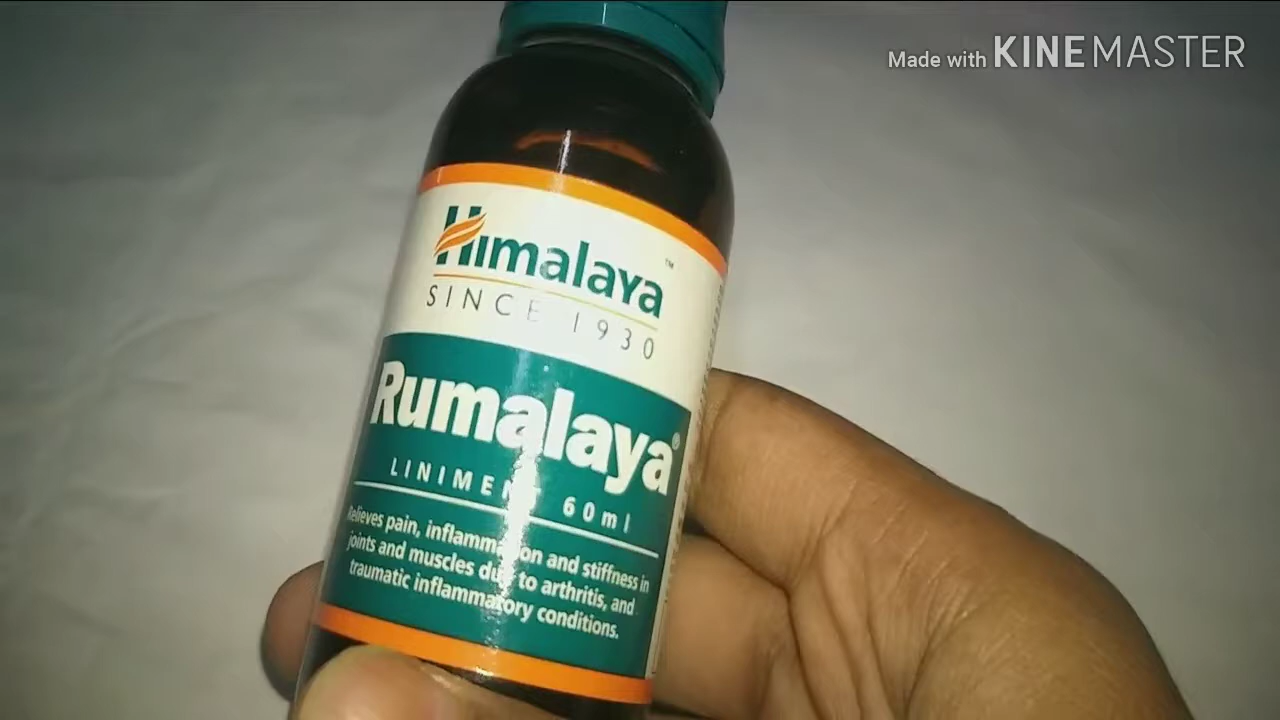 Made with KINEMASTER
Himalaya™
SINCE 1930
Rumalaya®
LINIMENT 60ml
Relieves pain, inflammation and stiffness in
joints and muscles due to arthritis, and
traumatic inflammatory conditions.